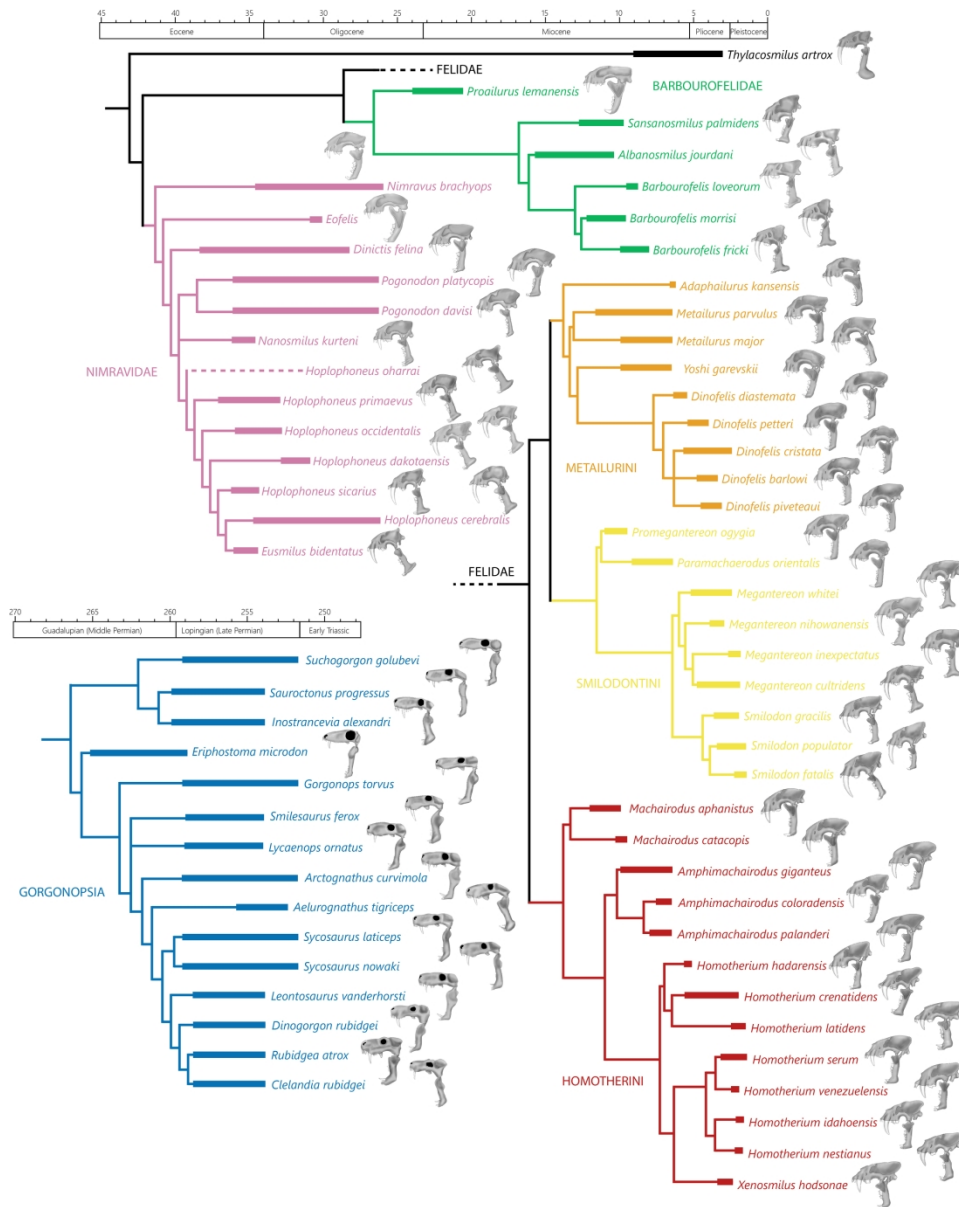 45 40 35 30 25 20 15 10 5 0
Eocene Oligocene Miocene Pliocene Pleistocene
Thylacosmilus artrox
FELIDAE
BARBOUROFELIDAE
Proailurus lemanensis
Sansanosmilus palmidens
Albanosmilus jourdani
Barbourofelis loveorum
Barbourofelis morrisi
Barbourofelis fricki
Nimravus brachyops
Eofelis
Dinictis felina
Pogonodon platycopis
Pogonodon davisi
Nanosmilus kurteni
NIMRAVIDAE
Hoplophoneus oharrai
Hoplophoneus primaevus
Hoplophoneus occidentalis
Hoplophoneus dakotaensis
Hoplophoneus sicarius
Hoplophoneus cerebralis
Eusmilus bidentatus
Adaphailurus kansensis
Metailurus parvulus
Metailurus major
Yoshi garevskii
Dinofelis diastemata
Dinofelis petteri
Dinofelis cristata
METAILURINI
Dinofelis barlowi
Dinofelis piveteaui
Promegantereon ogygia
Paramachaerodus orientalis
FELIDAE
Megantereon whitei
Megantereon nihowanensis
Megantereon inexpectatus
SMILODONTINI
Megantereon cultridens
Smilodon gracilis
Smilodon populator
Smilodon fatalis
270 265 260 255 250
Guadalupian (Middle Permian) Lopingian (Late Permian) Early Triassic
Suchogorgon golubevi
Sauroctonus progressus
Inostrancevia alexandri
Eriphostoma microdon
Gorgonops torvus
Smilesaurus ferox
Lycaenops ornatus
GORGONOPSIA
Arctognathus curvimola
Aelurognathus tigriceps
Sycosaurus laticeps
Sycosaurus nowaki
Leontosaurus vanderhorsti
Dinogorgon rubidgei
Rubidgea atrox
Clelandia rubidgei
Machairodus aphanistus
Machairodus catacopis
Amphimachairodus giganteus
Amphimachairodus coloradensis
Amphimachairodus palanderi
Homotherium hadarensis
Homotherium crenatidens
Homotherium latidens
Homotherium serum
HOMOTHERINI
Homotherium venezuelensis
Homotherium idahoensis
Homotherium nestianus
Xenosmilus hodsonae